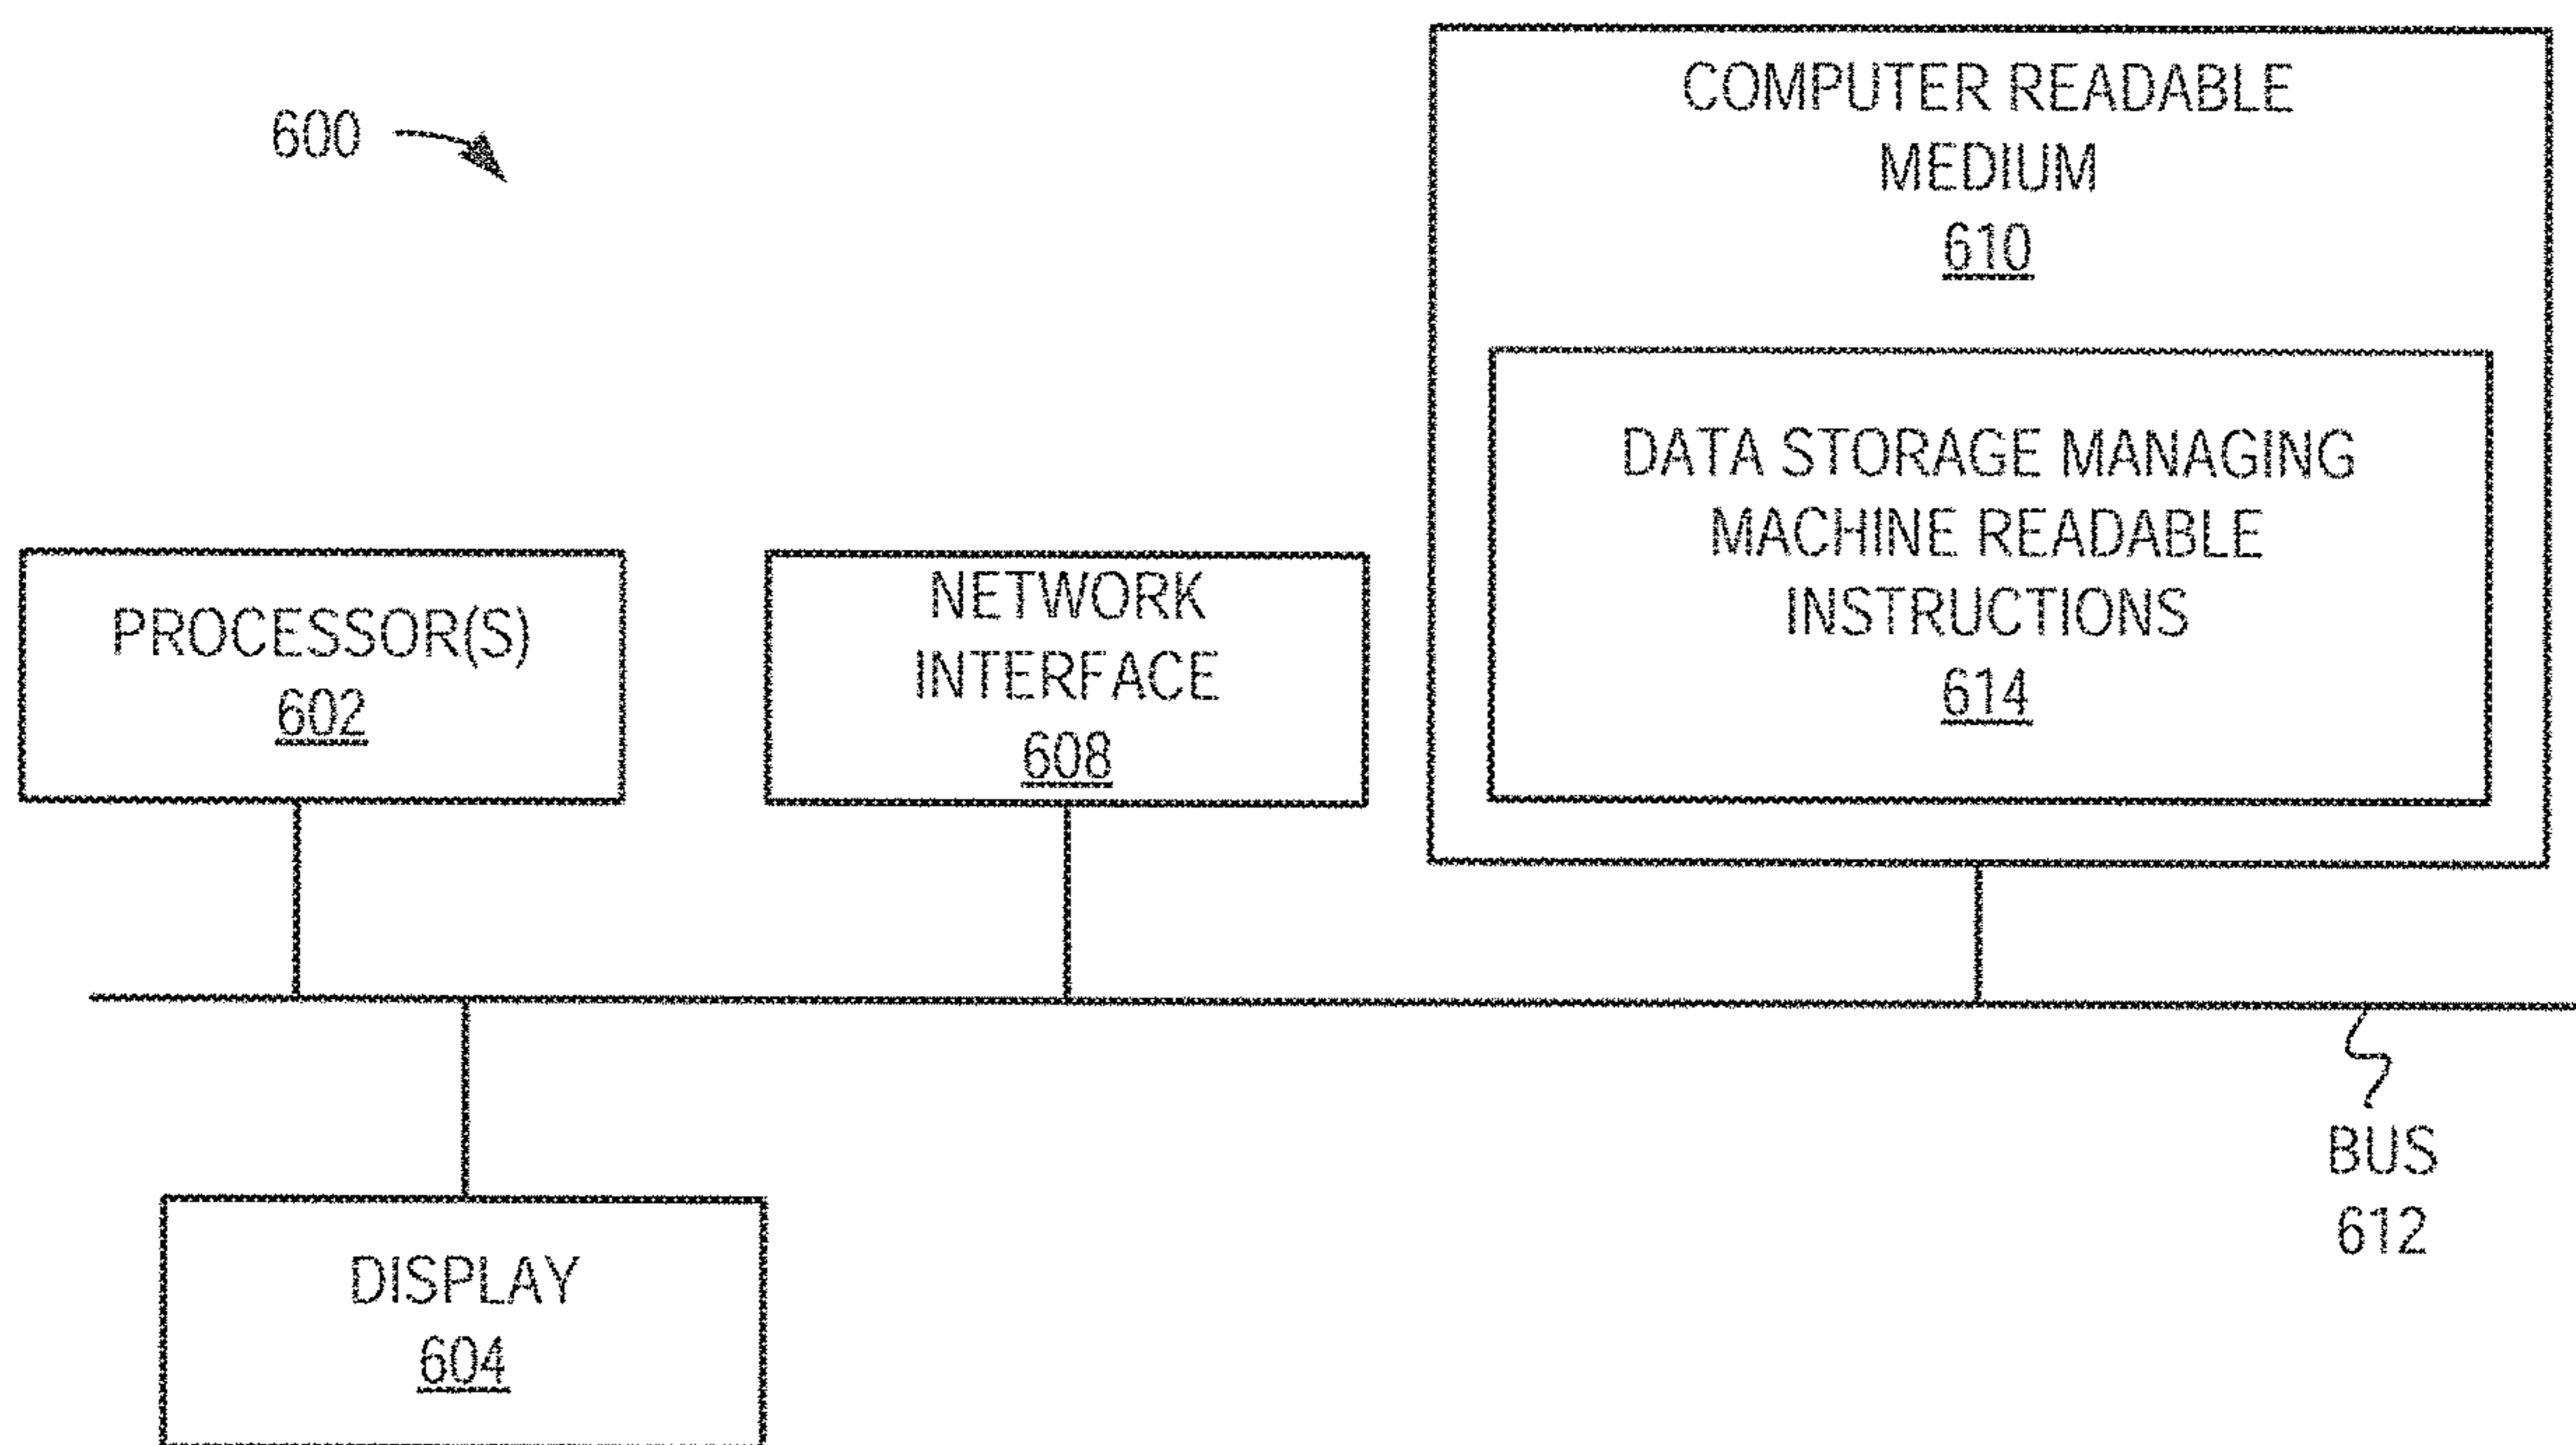 600
COMPUTER READABLE
MEDIUM
610
DATA STORAGE MANAGING
MACHINE READABLE
INSTRUCTIONS
614
PROCESSOR(S)
602
NETWORK
INTERFACE
608
DISPLAY
604
BUS
612